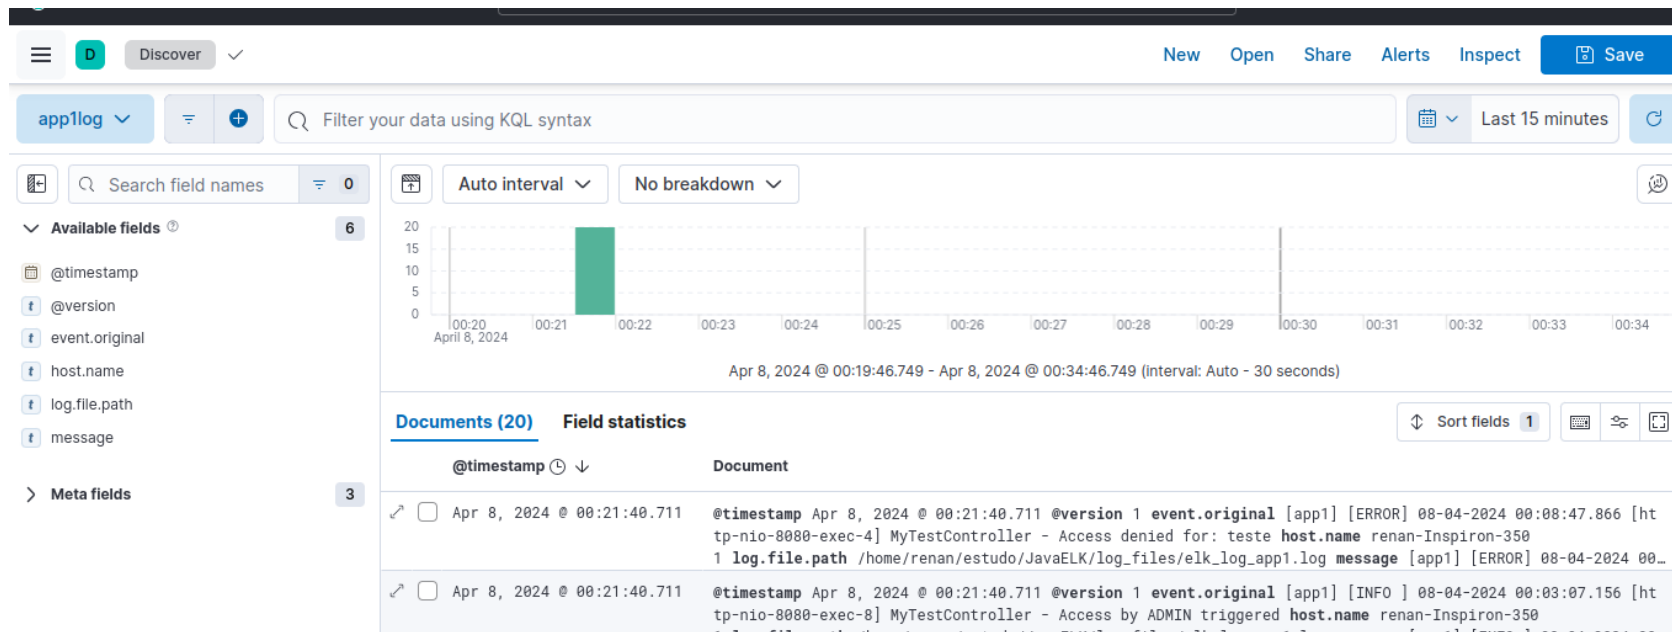 D Discover New Open Share Alerts Inspect Save
app1log Filter your data using KQL syntax Last 15 minutes
Search field names 0 Auto interval No breakdown
Available fields 6
@timestamp
t @version
t event.original
t host.name
t log.file.path
t message
Meta fields 3
20
15
10
5
0
00:20 00:21 00:22 00:23 00:24 00:25 00:26 00:27 00:28 00:29 00:30 00:31 00:32 00:33 00:34
April 8, 2024
Apr 8, 2024 @ 00:19:46.749 - Apr 8, 2024 @ 00:34:46.749 (interval: Auto - 30 seconds)
Documents (20) Field statistics Sort fields 1
@timestamp Document
Apr 8, 2024 @ 00:21:40.711 @timestamp Apr 8, 2024 @ 00:21:40.711 @version 1 event.original [app1] [ERROR] 08-04-2024 00:08:47.866 [ht
tp-nio-8080-exec-4] MyTestController - Access denied for: teste host.name renan-Inspiron-350
1 log.file.path /home/renan/estudo/JavaELK/log_files/elk_log_app1.log message [app1] [ERROR] 08-04-2024 00…
Apr 8, 2024 @ 00:21:40.711 @timestamp Apr 8, 2024 @ 00:21:40.711 @version 1 event.original [app1] [INFO ] 08-04-2024 00:03:07.156 [ht
tp-nio-8080-exec-8] MyTestController - Access by ADMIN triggered host.name renan-Inspiron-350